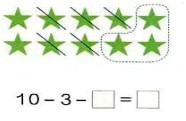 10 − 3 − □ = □